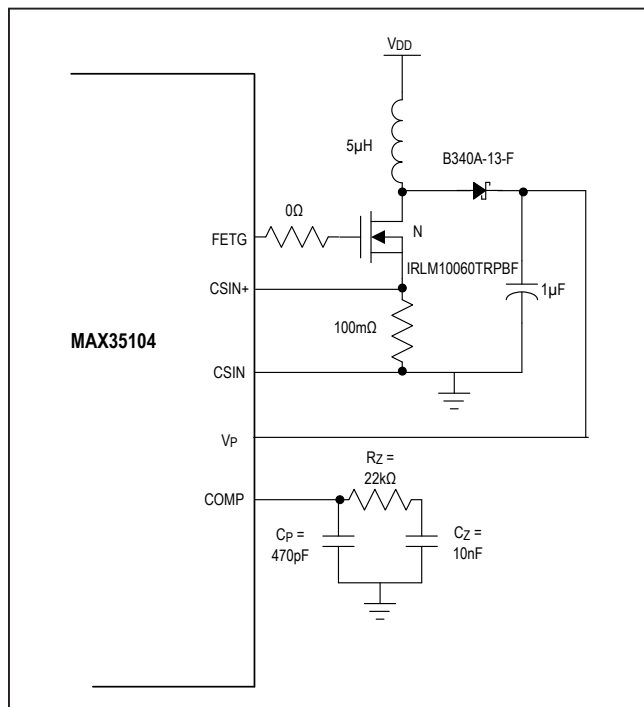 VDD
5µH
B340A-13-F
0Ω
FETG
N
IRLM10060TRPBF
CSIN+
1µF
100mΩ
MAX35104
CSIN
VP
RZ =
22kΩ
COMP
CP =
470pF
CZ =
10nF